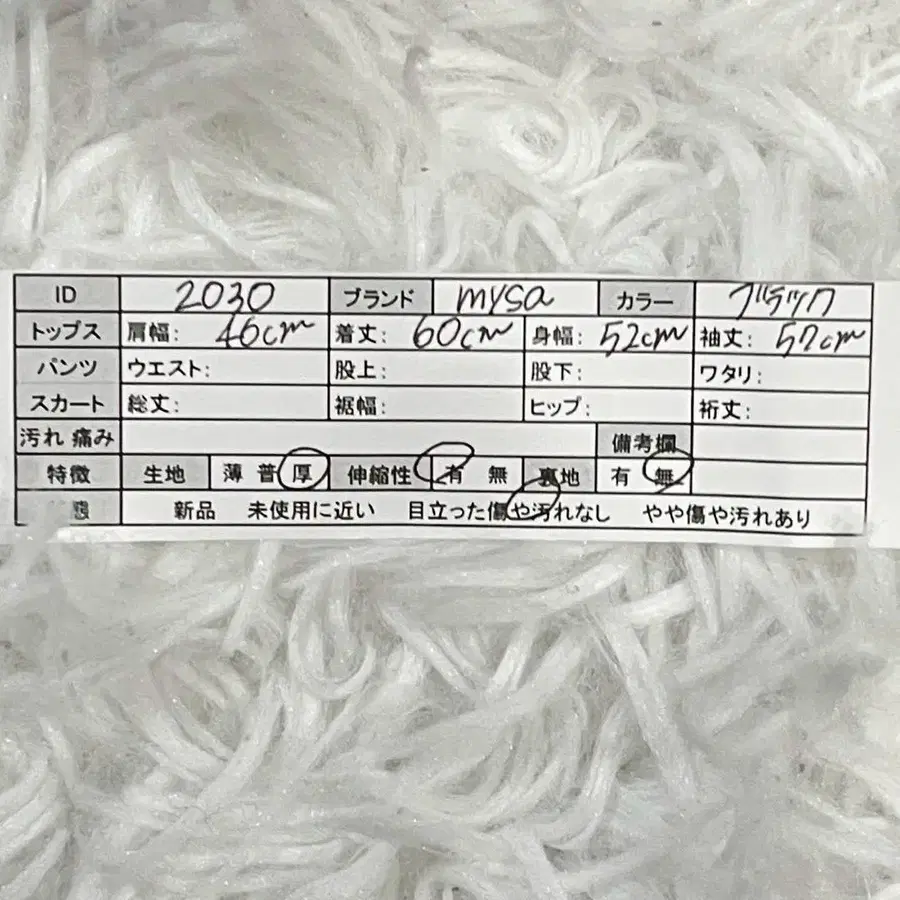 ID 2030 ブランド mysa カラー ブラック
トップス 肩幅: 46cm 着丈: 60cm 身幅: 52cm 袖丈: 57cm
パンツ ウエスト: 股上: 股下: ワタリ:
スカート 総丈: 裾幅: ヒップ: 裄丈:
汚れ 痛み 備考欄
特徴 生地 薄 普 厚 伸縮性 有 無 裏地 有 無
態 新品 未使用に近い 目立った傷や汚れなし やや傷や汚れあり